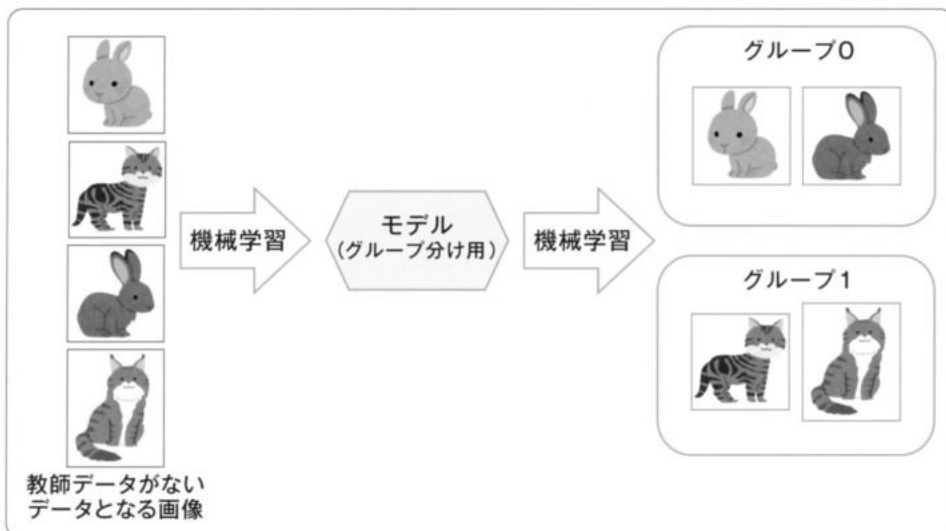 教師データがない
データとなる画像
機械学習
モデル
(グループ分け用)
機械学習
グループ0
グループ1